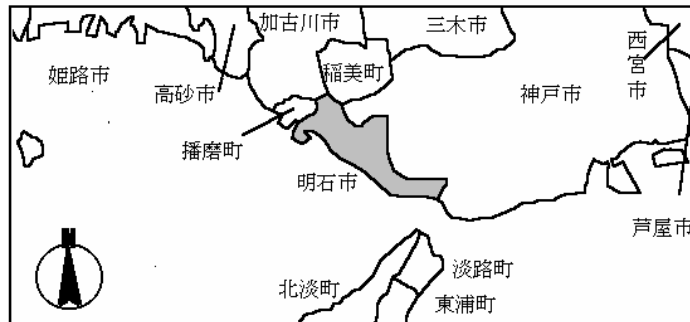 加古川市
三木市
西宮市
姫路市
稲美町
高砂市
神戸市
播磨町
明石市
芦屋市
淡路町
北淡町
東浦町
N